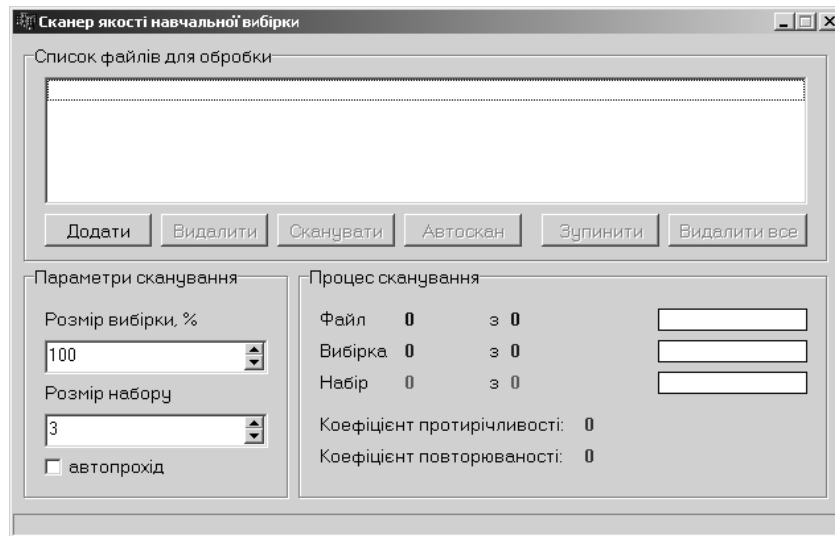 Сканер якості навчальної вибірки
Список файлів для обробки
Додати Видалити Сканувати Автоскан Зупинити Видалити все
Параметри сканування
Розмір вибірки, %
100
Розмір набору
3
автопрохід
Процес сканування
Файл 0 з 0
Вибірка 0 з 0
Набір 0 з 0
Коефіцієнт протирічливості: 0
Коефіцієнт повторюваності: 0